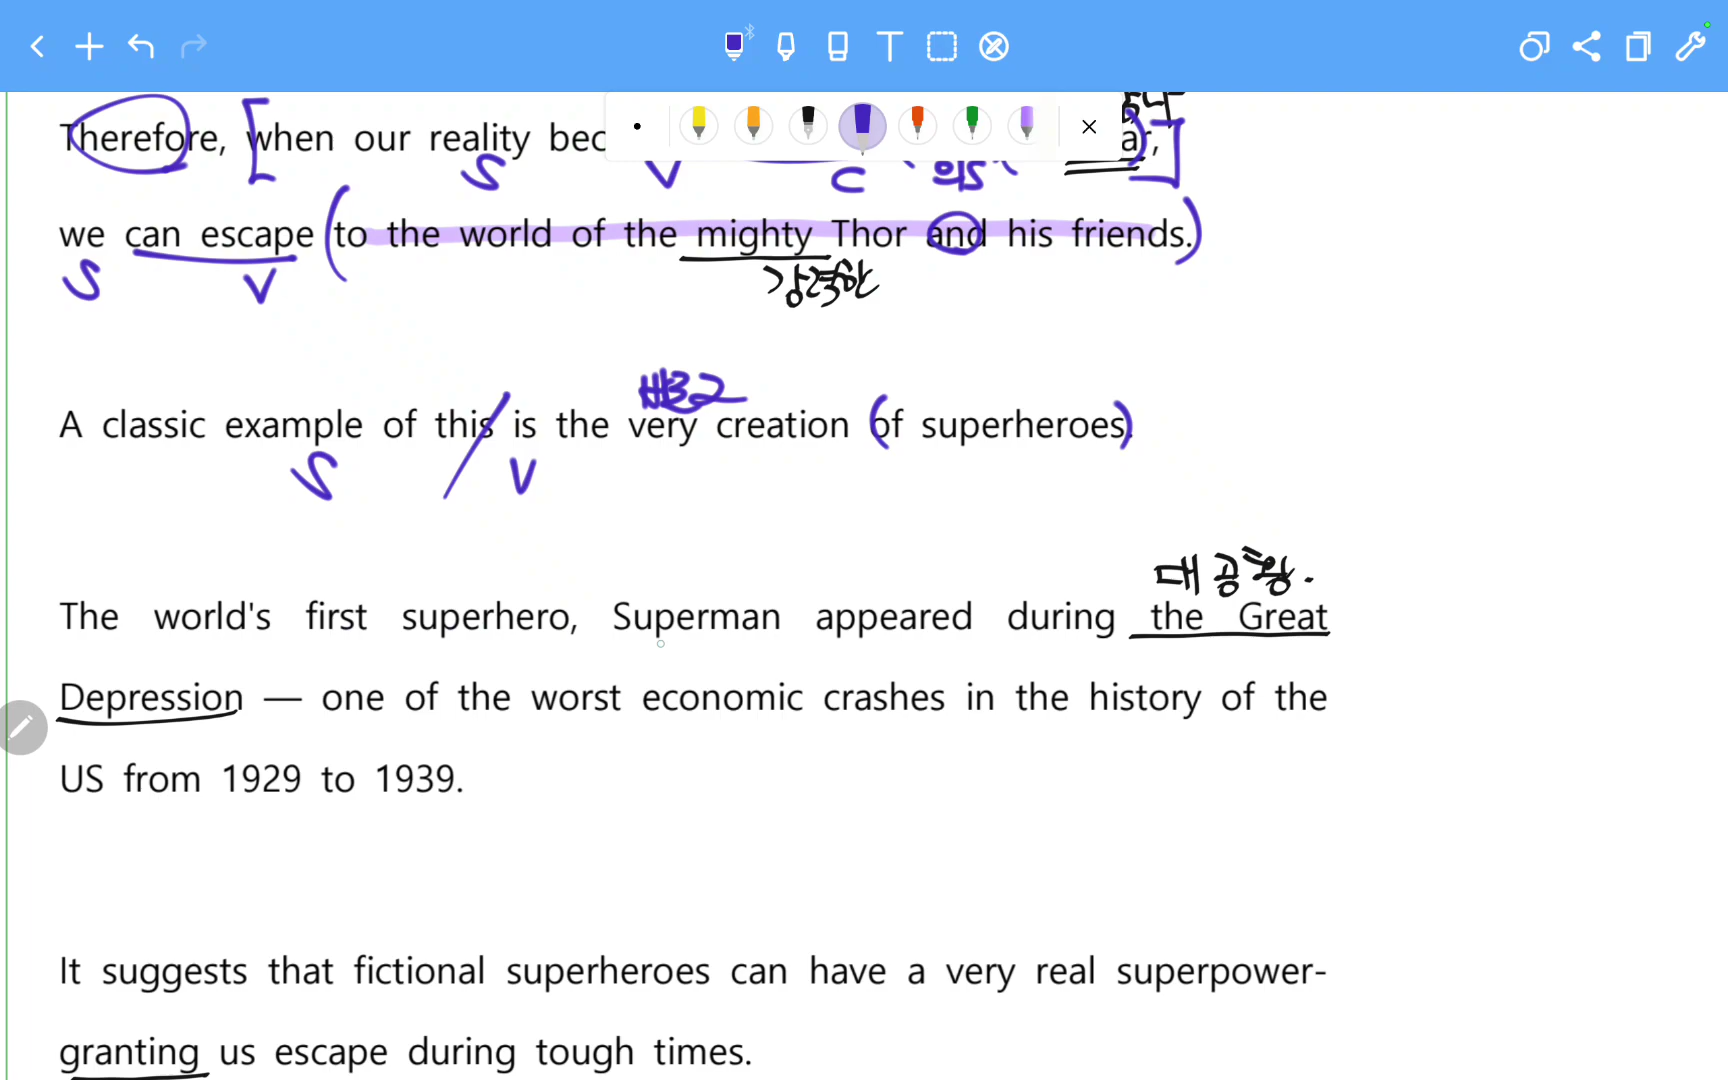 Therefore, when our reality bec
S V C 의S
we can escape (to the world of the mighty Thor and his friends.)
S V 강력한
A classic example of this / is the very creation (of superheroes).
S V
대공황.
The world's first superhero, Superman appeared during the Great
Depression — one of the worst economic crashes in the history of the
US from 1929 to 1939.
It suggests that fictional superheroes can have a very real superpower-
granting us escape during tough times.